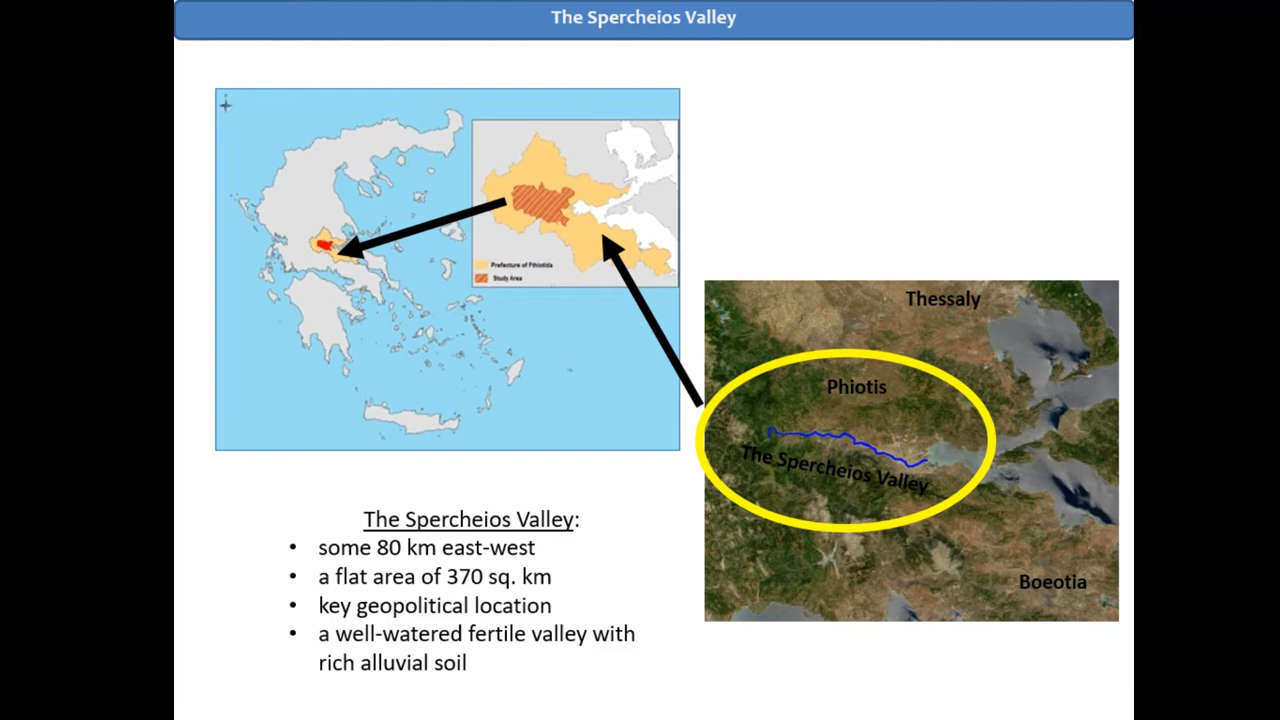 The Spercheios Valley
Prefecture of Fthiotida
Study Area
Thessaly
Phiotis
The Spercheios Valley
Boeotia
The Spercheios Valley:
• some 80 km east-west
• a flat area of 370 sq. km
• key geopolitical location
• a well-watered fertile valley with
rich alluvial soil